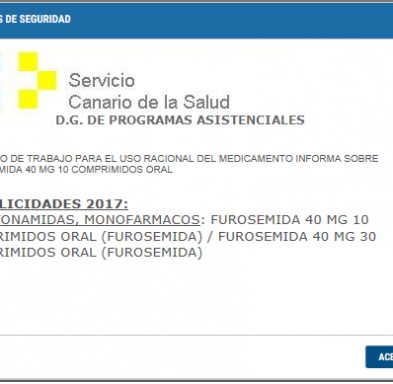 S DE SEGURIDAD
Servicio
Canario de la Salud
D.G. DE PROGRAMAS ASISTENCIALES
O DE TRABAJO PARA EL USO RACIONAL DEL MEDICAMENTO INFORMA SOBRE
MIDA 40 MG 10 COMPRIMIDOS ORAL
LICIDADES 2017:
ONAMIDAS, MONOFARMACOS: FUROSEMIDA 40 MG 10
RIMIDOS ORAL (FUROSEMIDA) / FUROSEMIDA 40 MG 30
RIMIDOS ORAL (FUROSEMIDA)
ACE